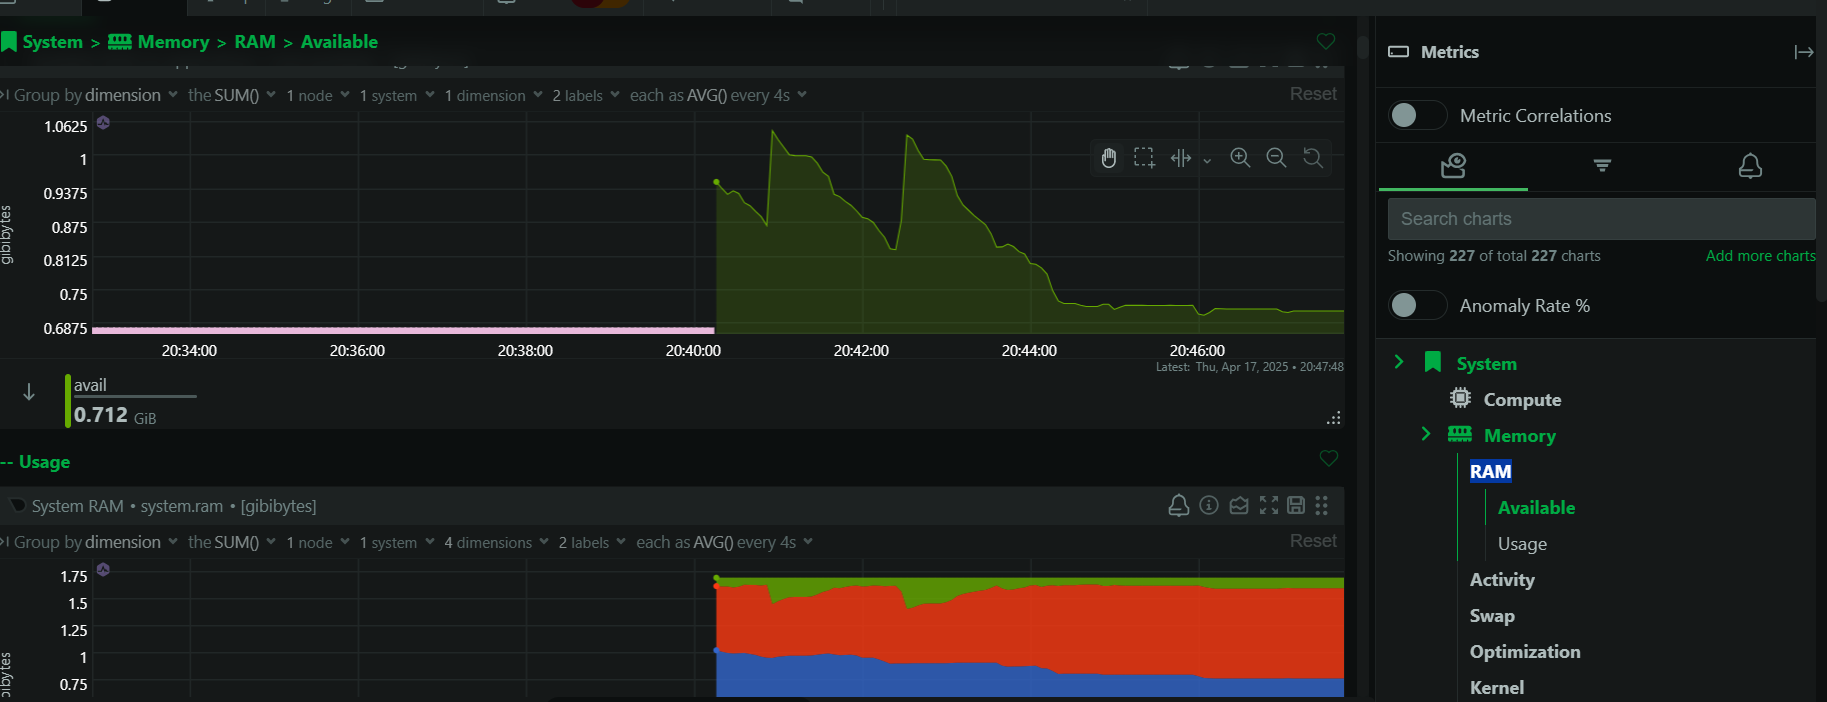 System > Memory > RAM > Available
Group by dimension the SUM() 1 node 1 system 1 dimension 2 labels each as AVG() every 4s Reset
1.0625
1
0.9375
0.875
0.8125
0.75
0.6875
gibibytes
20:34:00 20:36:00 20:38:00 20:40:00 20:42:00 20:44:00 20:46:00
Latest: Thu, Apr 17, 2025 • 20:47:48
avail
0.712 GiB
-- Usage
System RAM • system.ram • [gibibytes]
Group by dimension the SUM() 1 node 1 system 4 dimensions 2 labels each as AVG() every 4s Reset
1.75
1.5
1.25
1
0.75
Metrics
Metric Correlations
Search charts
Showing 227 of total 227 charts Add more charts
Anomaly Rate %
System
Compute
Memory
RAM
Available
Usage
Activity
Swap
Optimization
Kernel